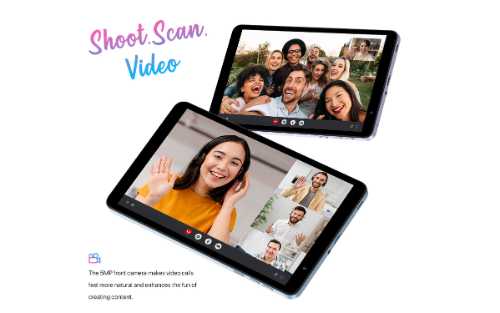 Shoot.Scan.
Video
The 5MP front camera makes video calls
feel more natural and enhances the fun of
creating content.